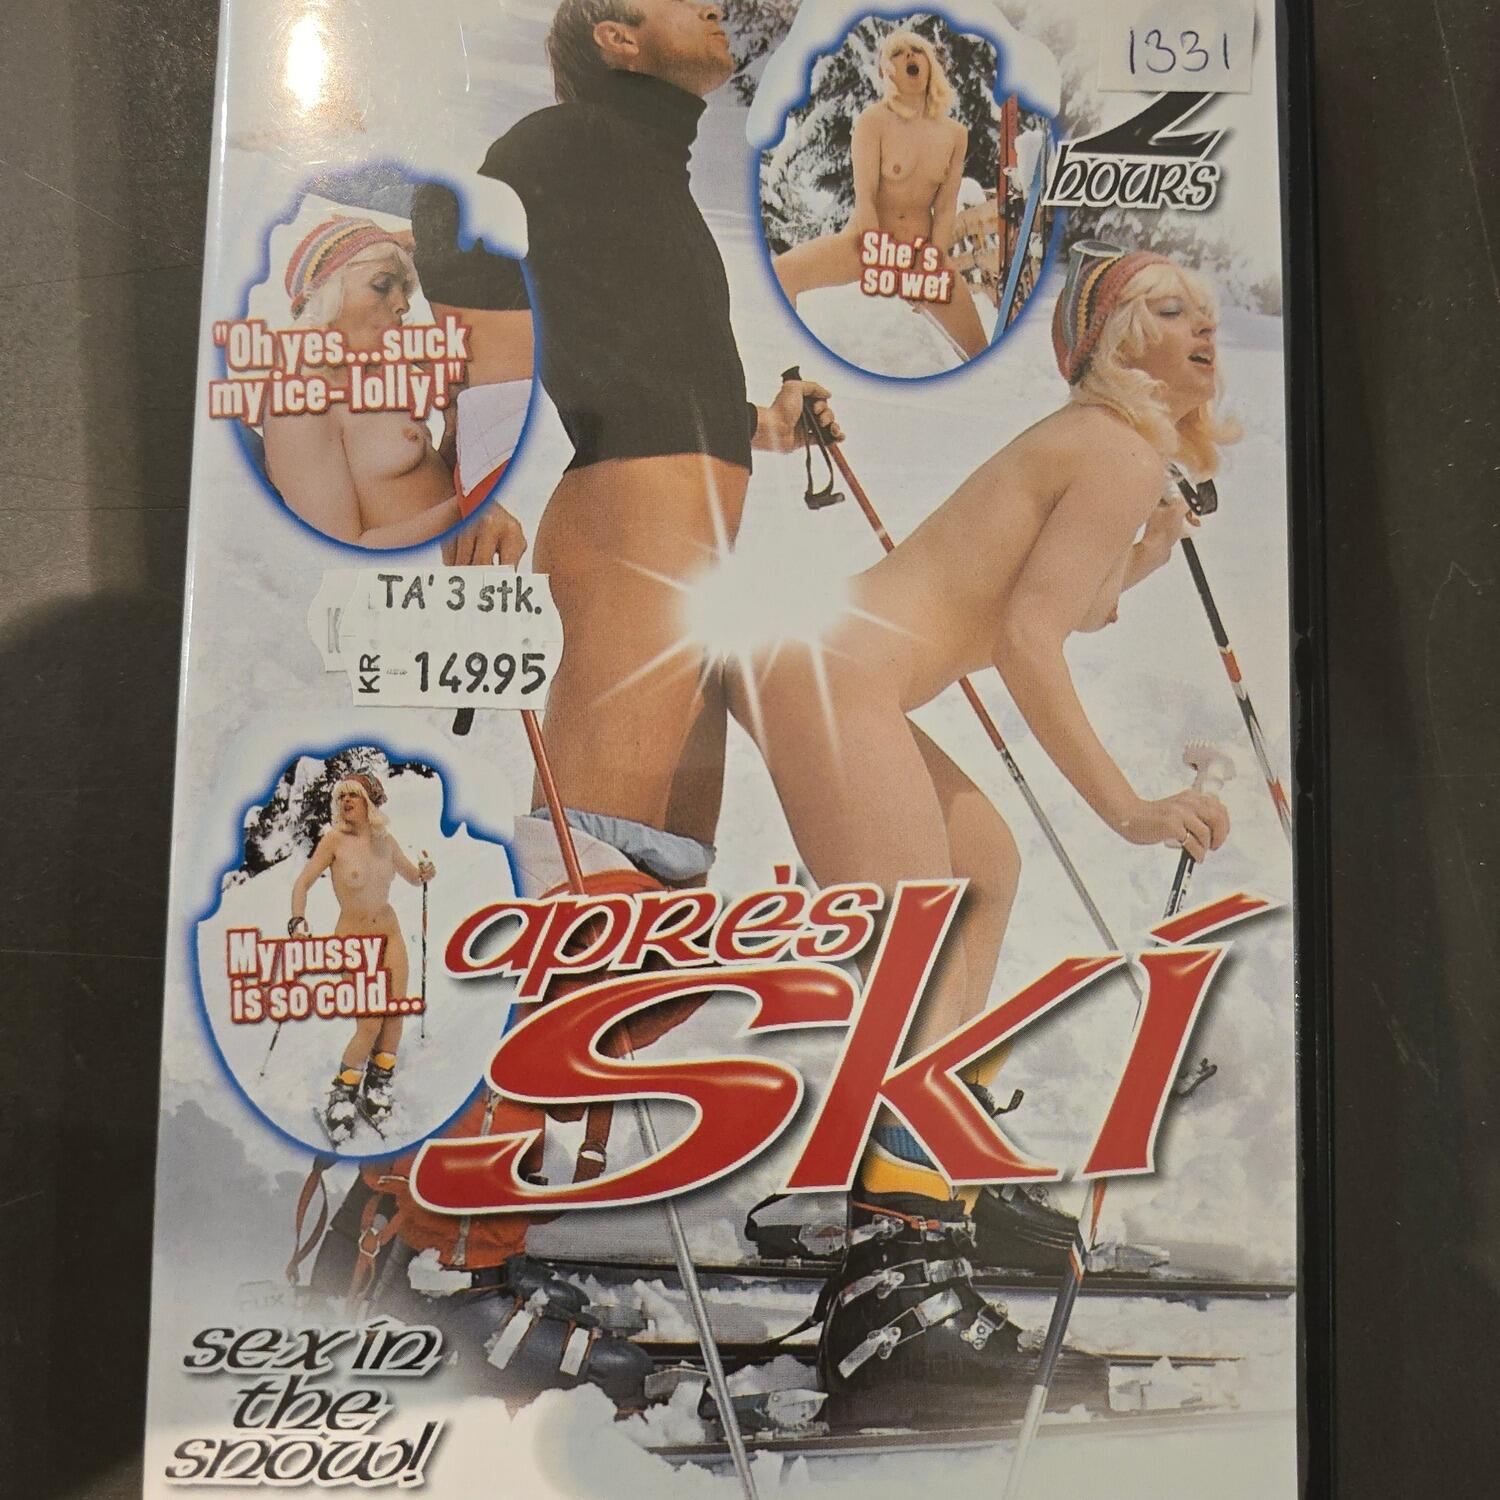 1331
2
hours
She's
so wet
"Oh yes...suck
my ice-lolly!"
TA' 3 stk.
KR 149.95
My pussy
is so cold...
après
Ski
sex in
the
snow!